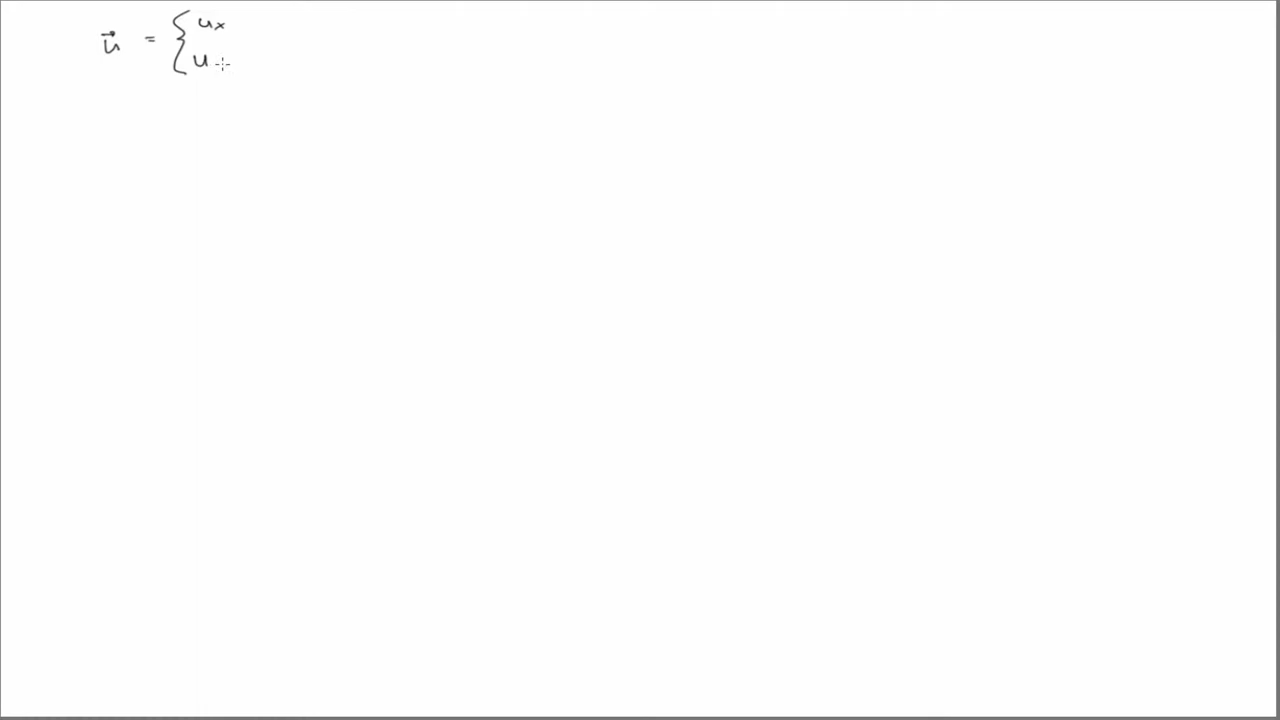 u⃗ = { ux
u